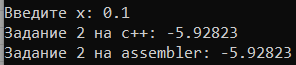 Введите x: 0.1
Задание 2 на c++: -5.92823
Задание 2 на assembler: -5.92823